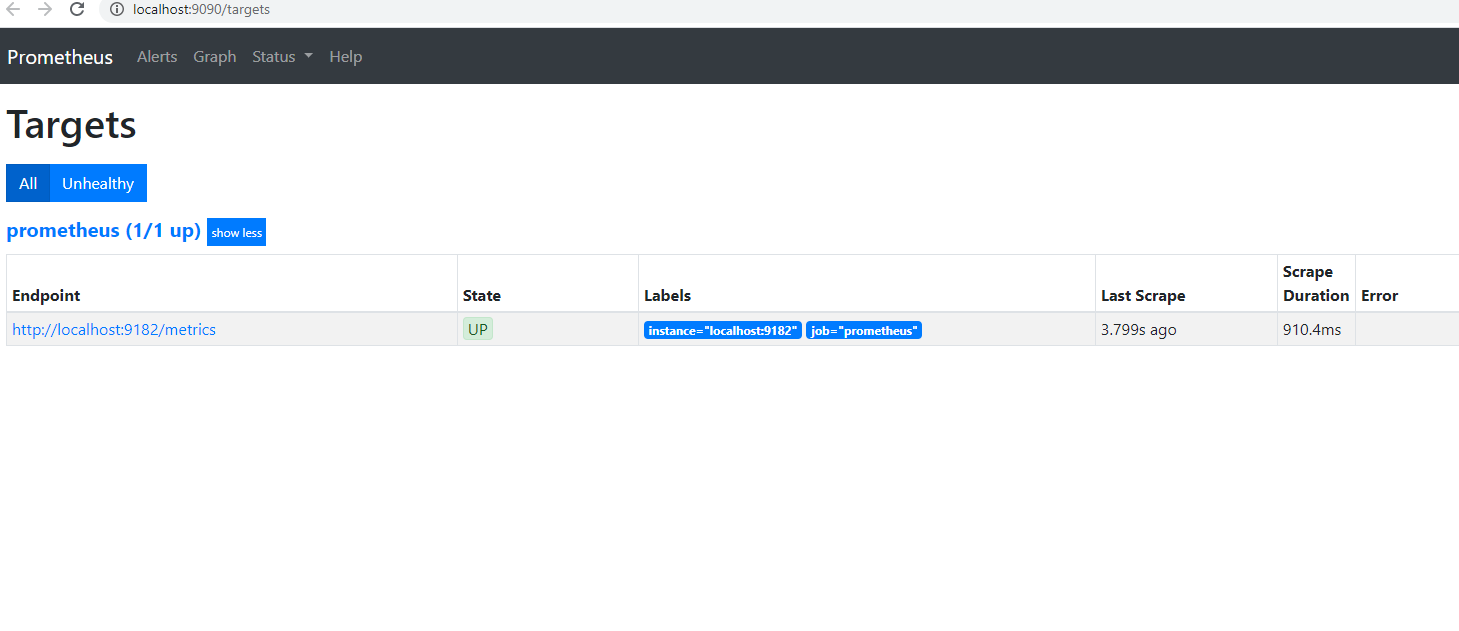 localhost:9090/targets
Prometheus Alerts Graph Status Help
Targets
All Unhealthy
prometheus (1/1 up) show less
Endpoint State Labels Last Scrape Scrape Duration Error
http://localhost:9182/metrics UP instance="localhost:9182" job="prometheus" 3.799s ago 910.4ms